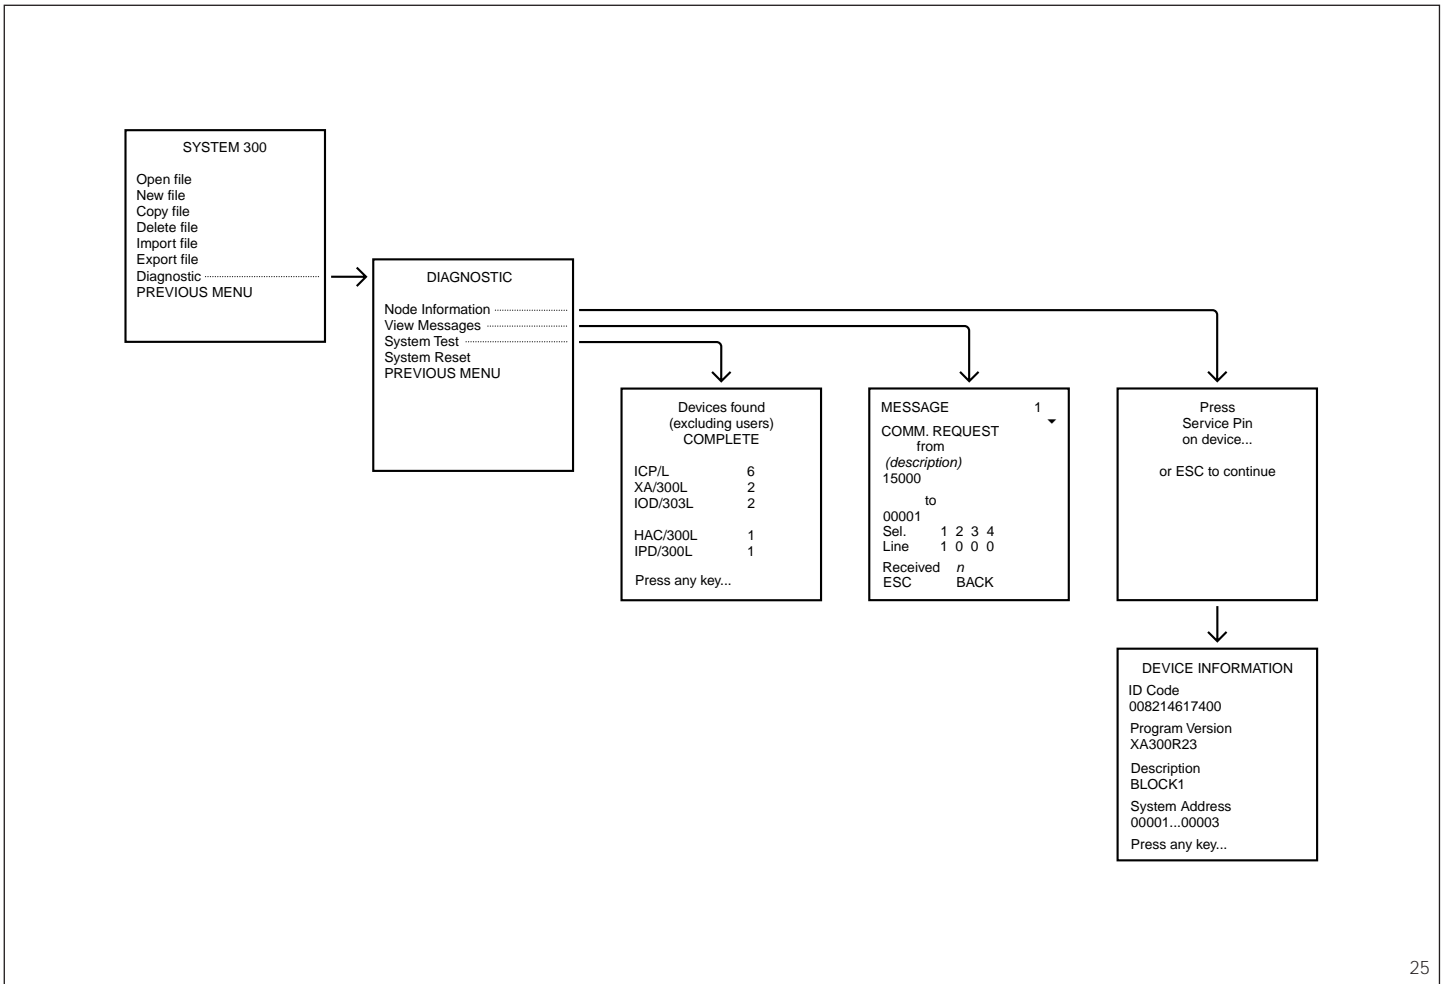 SYSTEM 300
Open file
New file
Copy file
Delete file
Import file
Export file
Diagnostic
PREVIOUS MENU
DIAGNOSTIC
Node Information
View Messages
System Test
System Reset
PREVIOUS MENU
Devices found
(excluding users)
COMPLETE
ICP/L 6
XA/300L 2
IOD/303L 2
HAC/300L 1
IPD/300L 1
Press any key...
MESSAGE 1
COMM. REQUEST
from
(description)
15000
to
00001
Sel. 1 2 3 4
Line 1 0 0 0
Received n
ESC BACK
Press
Service Pin
on device...
or ESC to continue
DEVICE INFORMATION
ID Code
008214617400
Program Version
XA300R23
Description
BLOCK1
System Address
00001...00003
Press any key...
25